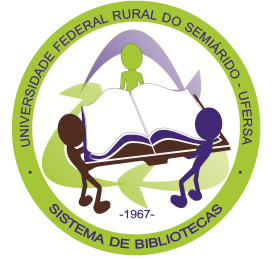 UNIVERSIDADE FEDERAL RURAL DO SEMIÁRIDO - UFERSA
-1967-
SISTEMA DE BIBLIOTECAS